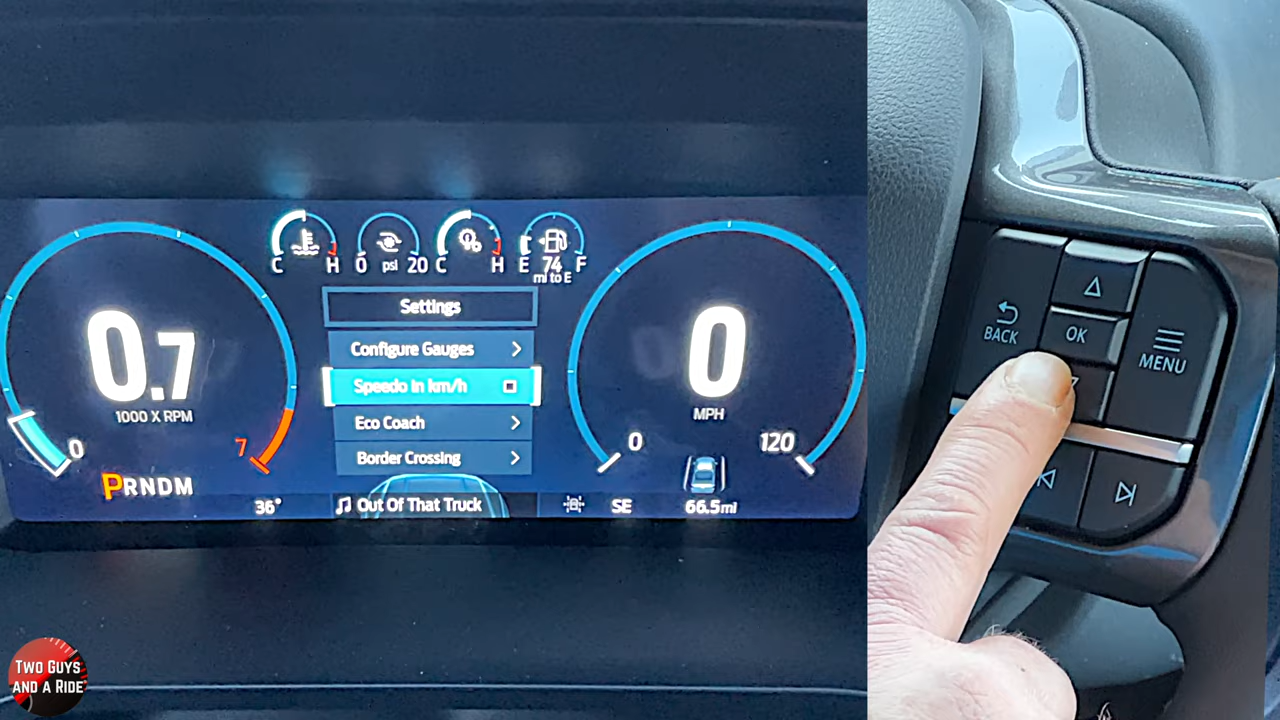 C H
0 psi 20
C H
E 74 F
mi to E
Settings
Configure Gauges
Speedo in km/h
Eco Coach
Border Crossing
0.7
1000 X RPM
0
7
PRNDM
0
MPH
0
120
36°
Out Of That Truck
SE
66.5mi
BACK
OK
MENU
TWO GUYS
AND A RIDE